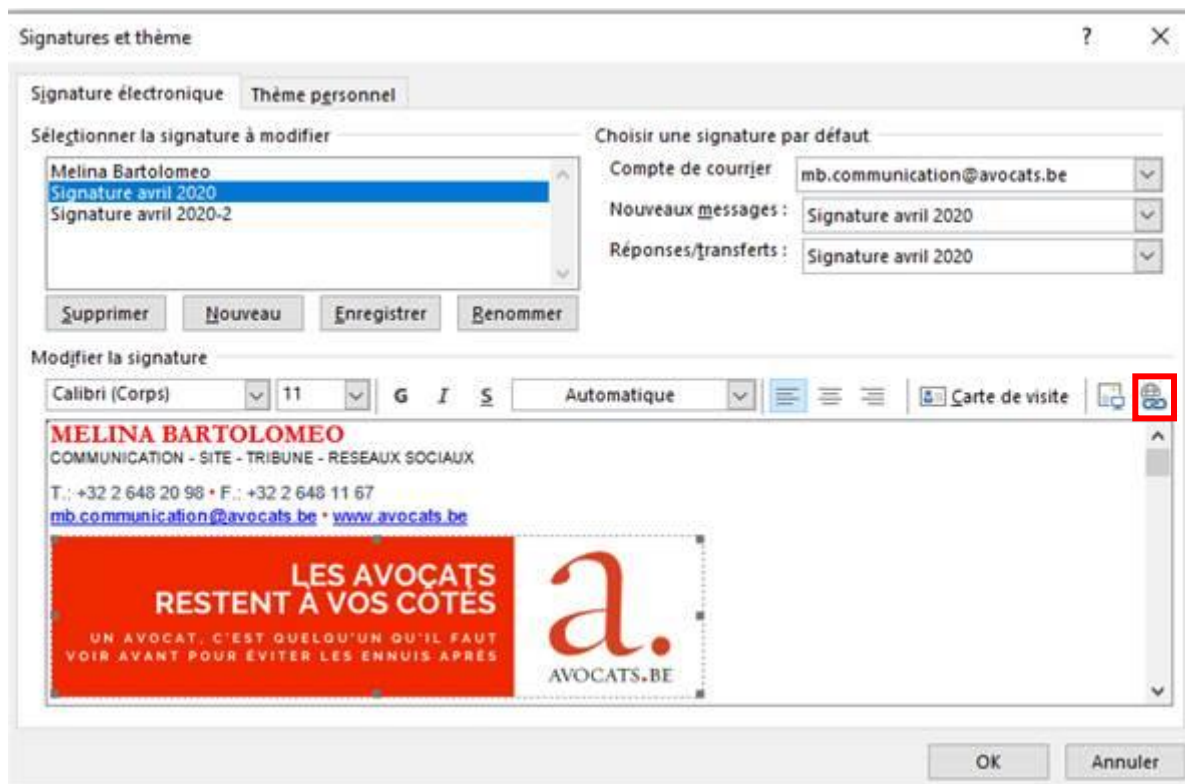 Signatures et thème ? ×
Signature électronique Thème personnel
Sélectionner la signature à modifier
Melina Bartolomeo
Signature avril 2020
Signature avril 2020-2
Supprimer Nouveau Enregistrer Renommer
Choisir une signature par défaut
Compte de courrier mb.communication@avocats.be
Nouveaux messages : Signature avril 2020
Réponses/transferts : Signature avril 2020
Modifier la signature
Calibri (Corps) 11 G I S Automatique Carte de visite
MELINA BARTOLOMEO
COMMUNICATION - SITE - TRIBUNE - RESEAUX SOCIAUX
T.: +32 2 648 20 98 • F.: +32 2 648 11 67
mb.communication@avocats.be • www.avocats.be
LES AVOCATS
RESTENT À VOS CÔTÉS
UN AVOCAT, C'EST QUELQU'UN QU'IL FAUT
VOIR AVANT POUR ÉVITER LES ENNUIS APRÈS
a.
AVOCATS.BE
OK Annuler